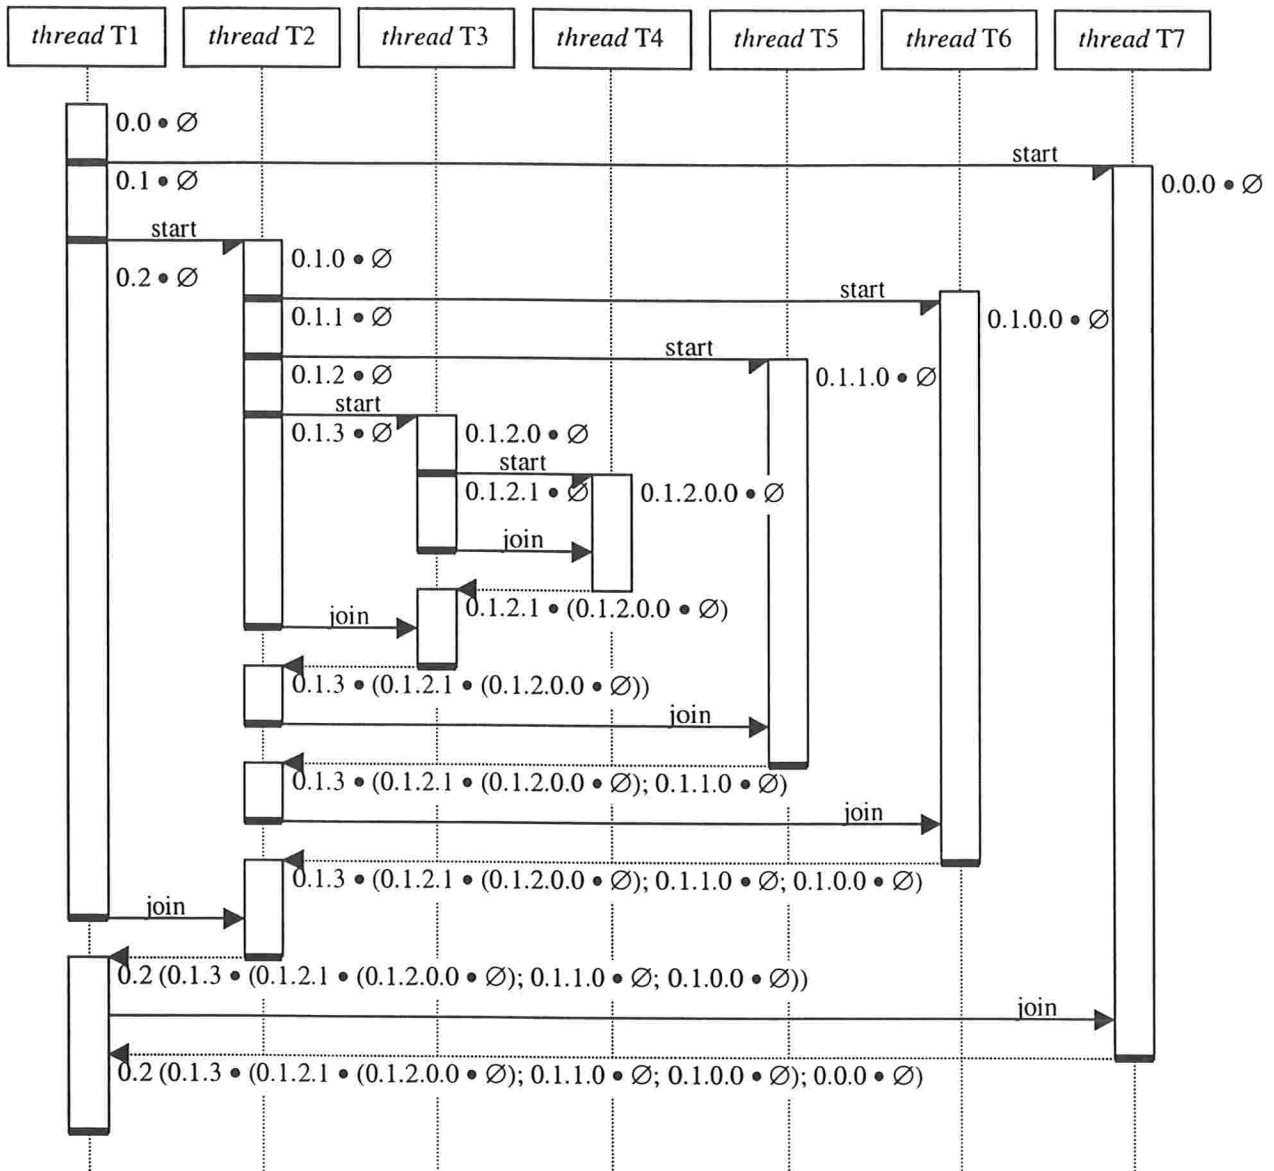 thread T1 thread T2 thread T3 thread T4 thread T5 thread T6 thread T7
0.0 • ∅
start
0.1 • ∅
0.0.0 • ∅
start
0.1.0 • ∅
0.2 • ∅
start
0.1.1 • ∅
0.1.0.0 • ∅
start
0.1.2 • ∅
0.1.1.0 • ∅
start
0.1.3 • ∅
0.1.2.0 • ∅
start
0.1.2.1 • ∅
0.1.2.0.0 • ∅
join
0.1.2.1 • (0.1.2.0.0 • ∅)
join
0.1.3 • (0.1.2.1 • (0.1.2.0.0 • ∅))
join
0.1.3 • (0.1.2.1 • (0.1.2.0.0 • ∅); 0.1.1.0 • ∅)
join
0.1.3 • (0.1.2.1 • (0.1.2.0.0 • ∅); 0.1.1.0 • ∅; 0.1.0.0 • ∅)
join
0.2 (0.1.3 • (0.1.2.1 • (0.1.2.0.0 • ∅); 0.1.1.0 • ∅; 0.1.0.0 • ∅))
join
0.2 (0.1.3 • (0.1.2.1 • (0.1.2.0.0 • ∅); 0.1.1.0 • ∅; 0.1.0.0 • ∅); 0.0.0 • ∅)